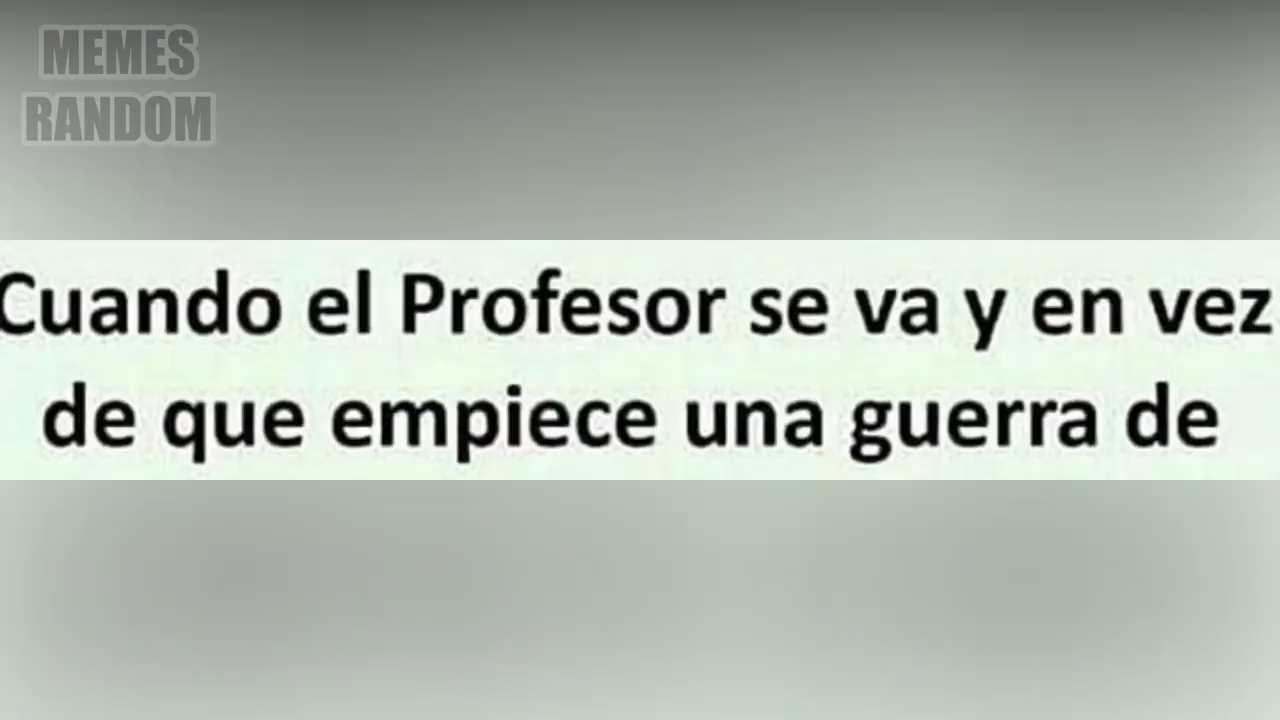 MEMES
RANDOM
Cuando el Profesor se va y en vez
de que empiece una guerra de